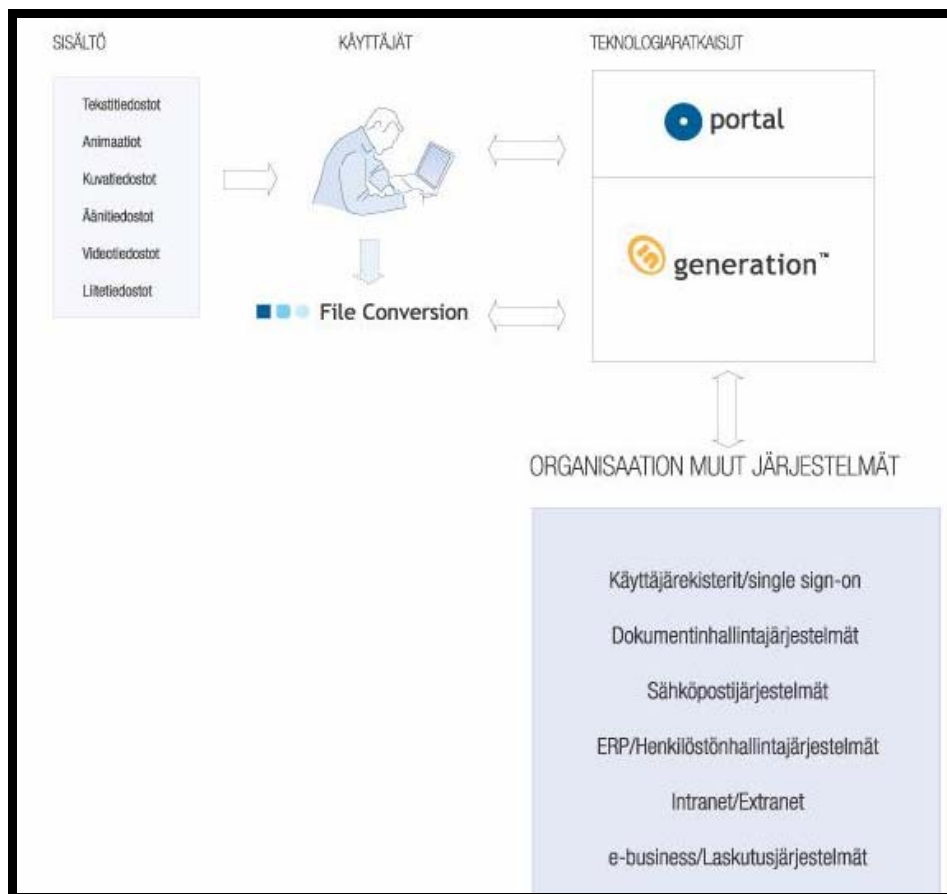 SISÄLTÖ
KÄYTTÄJÄT
TEKNOLOGIARATKAISUT
Tekstitiedostot
Animaatiot
Kuvatiedostot
Äänitiedostot
Videotiedostot
Liitetiedostot
File Conversion
portal
generation™
ORGANISAATION MUUT JÄRJESTELMÄT
Käyttäjärekisterit/single sign-on
Dokumentinhallintajärjestelmät
Sähköpostijärjestelmät
ERP/Henkilöstönhallintajärjestelmät
Intranet/Extranet
e-business/Laskutusjärjestelmät